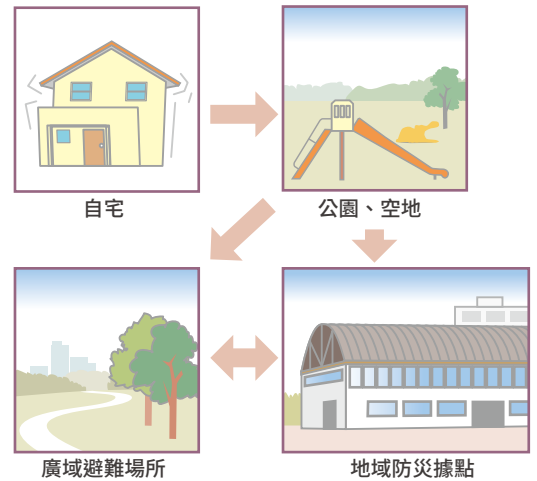 自宅
公園、空地
廣域避難場所
地域防災據點